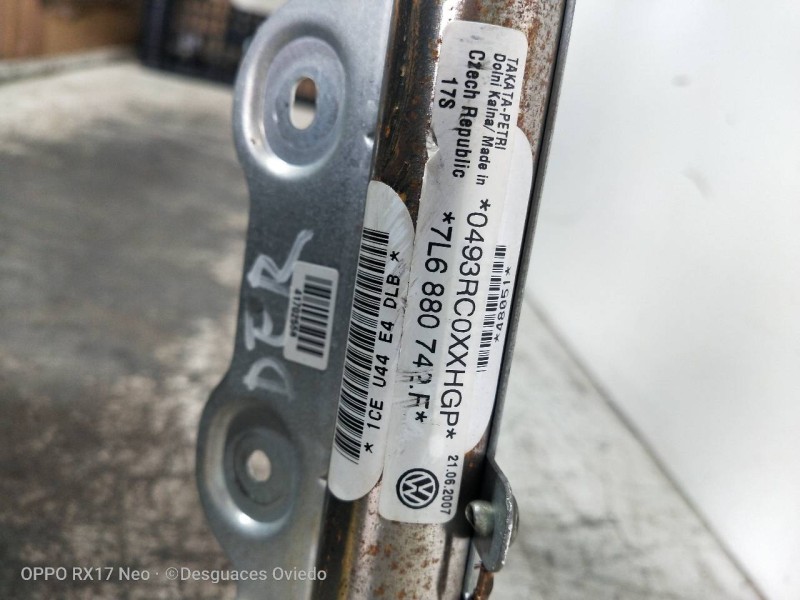 TAKATA-PETRI
Dolni Kalna/ Made in
Czech Republic
17S
*0493RC0XXHGP*
*7L6 880 742.F*
21.06.2007
* 1CE U44 E4 DLB *
DER
OPPO RX17 Neo · ©Desguaces Oviedo